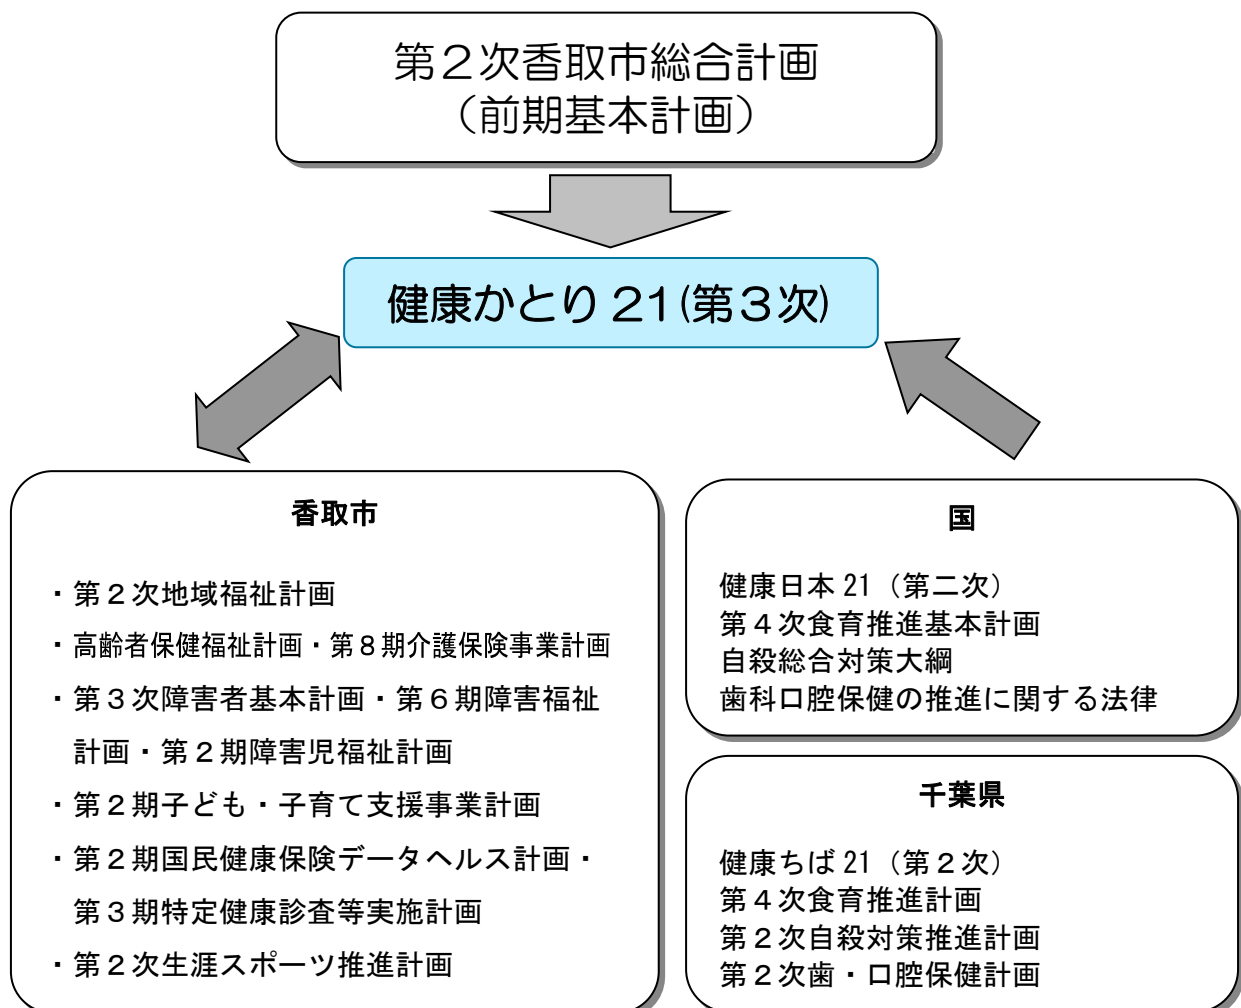 第２次香取市総合計画
（前期基本計画）
健康かとり 21(第３次)
香取市
・第２次地域福祉計画
・高齢者保健福祉計画・第８期介護保険事業計画
・第３次障害者基本計画・第６期障害福祉
計画・第２期障害児福祉計画
・第２期子ども・子育て支援事業計画
・第２期国民健康保険データヘルス計画・
第３期特定健康診査等実施計画
・第２次生涯スポーツ推進計画
国
健康日本 21（第二次）
第４次食育推進基本計画
自殺総合対策大綱
歯科口腔保健の推進に関する法律
千葉県
健康ちば 21（第２次）
第４次食育推進計画
第２次自殺対策推進計画
第２次歯・口腔保健計画